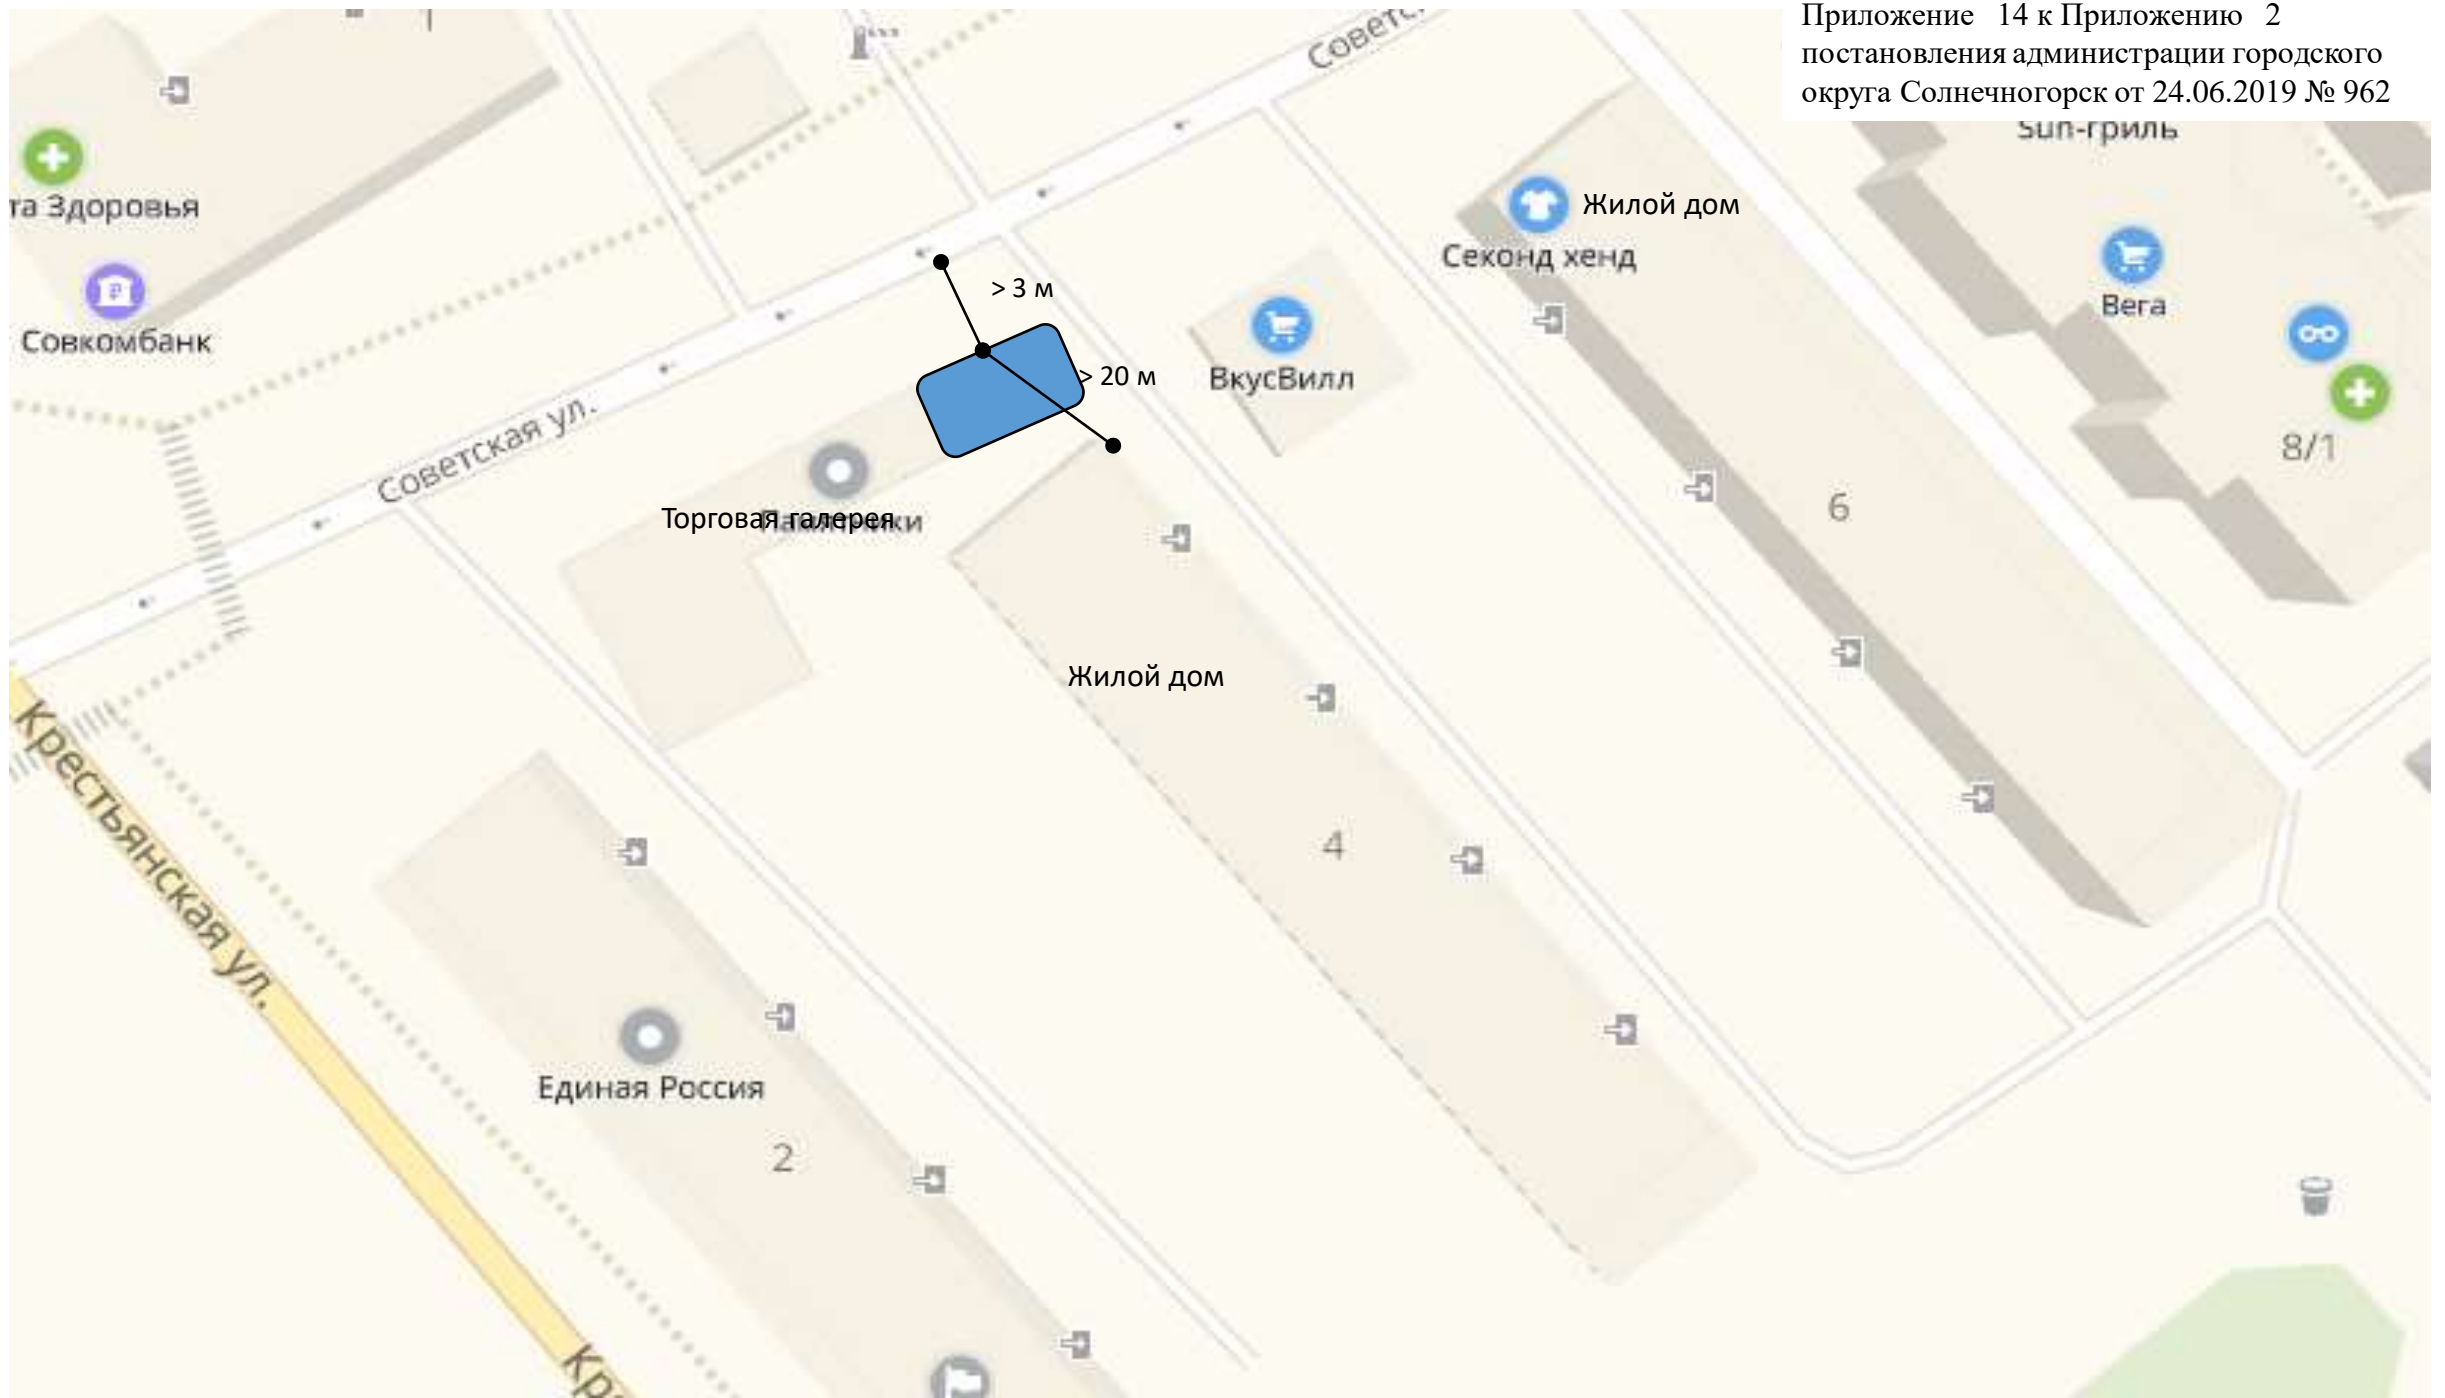 Приложение 14 к Приложению 2
постановления администрации городского
округа Солнечногорск от 24.06.2019 № 962
Sun-гриль
та Здоровья
Совкомбанк
Советская ул.
> 3 м
> 20 м
ВкусВилл
Секонд хенд
Жилой дом
Вега
8/1
6
Торговая галерея
Памятники
Жилой дом
4
Крестьянская ул.
Единая Россия
2